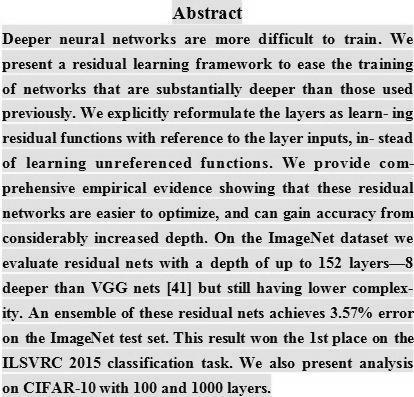 Abstract
Deeper neural networks are more difficult to train. We
present a residual learning framework to ease the training
of networks that are substantially deeper than those used
previously. We explicitly reformulate the layers as learn- ing
residual functions with reference to the layer inputs, in- stead
of learning unreferenced functions. We provide com-
prehensive empirical evidence showing that these residual
networks are easier to optimize, and can gain accuracy from
considerably increased depth. On the ImageNet dataset we
evaluate residual nets with a depth of up to 152 layers—8
deeper than VGG nets [41] but still having lower complex-
ity. An ensemble of these residual nets achieves 3.57% error
on the ImageNet test set. This result won the 1st place on the
ILSVRC 2015 classification task. We also present analysis
on CIFAR-10 with 100 and 1000 layers.